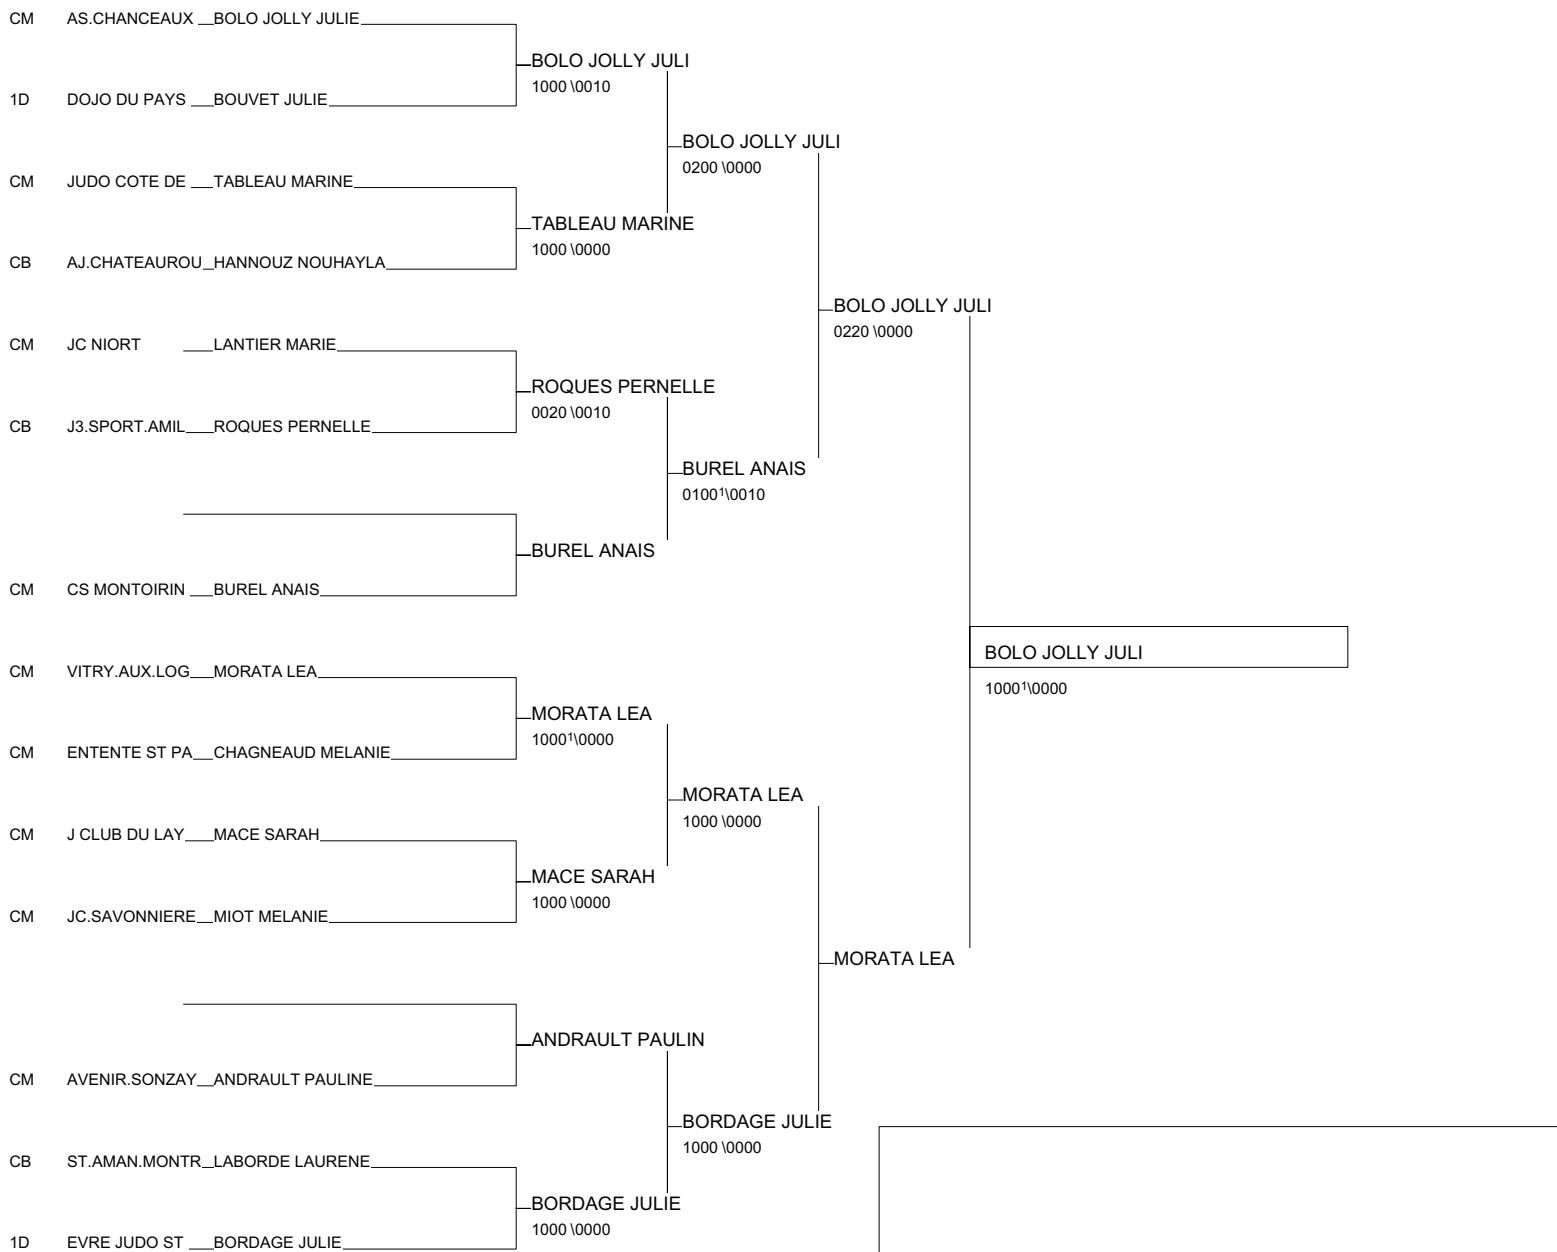 CM AS.CHANCEAUX BOLO JOLLY JULIE
BOLO JOLLY JULI
1000 \0010
1D DOJO DU PAYS BOUVET JULIE
BOLO JOLLY JULI
0200 \0000
CM JUDO COTE DE TABLEAU MARINE
TABLEAU MARINE
1000 \0000
CB AJ.CHATEAUROU HANNOUZ NOUHAYLA
BOLO JOLLY JULI
0220 \0000
CM JC NIORT LANTIER MARIE
ROQUES PERNELLE
0020 \0010
CB J3.SPORT.AMIL ROQUES PERNELLE
BUREL ANAIS
0100¹\0010
BUREL ANAIS
CM CS MONTOIRIN BUREL ANAIS
BOLO JOLLY JULI
1000¹\0000
CM VITRY.AUX.LOG MORATA LEA
MORATA LEA
1000¹\0000
CM ENTENTE ST PA CHAGNEAUD MELANIE
MORATA LEA
1000 \0000
CM J CLUB DU LAY MACE SARAH
MACE SARAH
1000 \0000
CM JC.SAVONNIERE MIOT MELANIE
MORATA LEA
ANDRAULT PAULIN
CM AVENIR.SONZAY ANDRAULT PAULINE
BORDAGE JULIE
1000 \0000
CB ST.AMAN.MONTR LABORDE LAURENE
BORDAGE JULIE
1000 \0000
1D EVRE JUDO ST BORDAGE JULIE